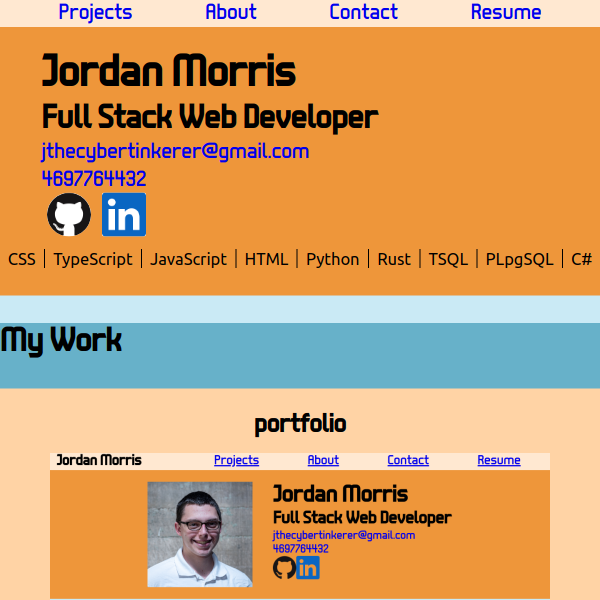 Projects About Contact Resume
Jordan Morris
Full Stack Web Developer
jthecybertinkerer@gmail.com
4697764432
in
CSS | TypeScript | JavaScript | HTML | Python | Rust | TSQL | PLpgSQL | C#
My Work
portfolio
Jordan Morris Projects About Contact Resume
Jordan Morris
Full Stack Web Developer
jthecybertinkerer@gmail.com
4697764432
in